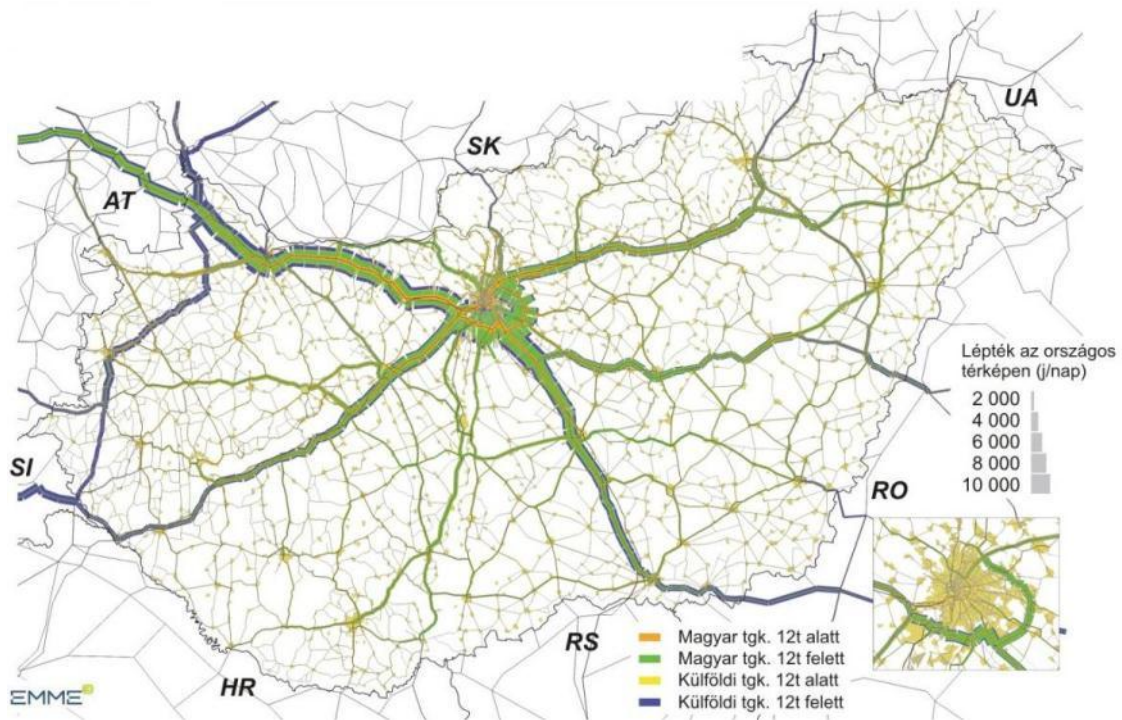 UA
SK
AT
Lépték az országos
térképen (j/nap)
2 000
4 000
6 000
8 000
10 000
SI
RO
RS
HR
Magyar tgk. 12t alatt
Magyar tgk. 12t felett
Külföldi tgk. 12t alatt
Külföldi tgk. 12t felett
EMME